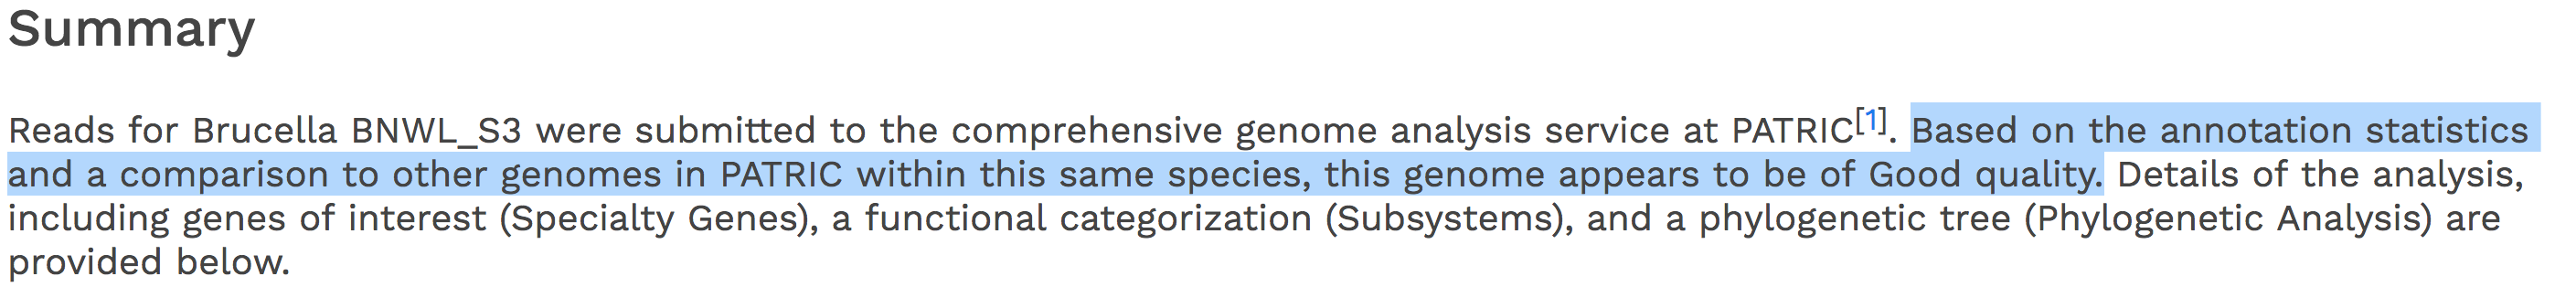 Summary
Reads for Brucella BNWL_S3 were submitted to the comprehensive genome analysis service at PATRIC[1]. Based on the annotation statistics
and a comparison to other genomes in PATRIC within this same species, this genome appears to be of Good quality. Details of the analysis,
including genes of interest (Specialty Genes), a functional categorization (Subsystems), and a phylogenetic tree (Phylogenetic Analysis) are
provided below.